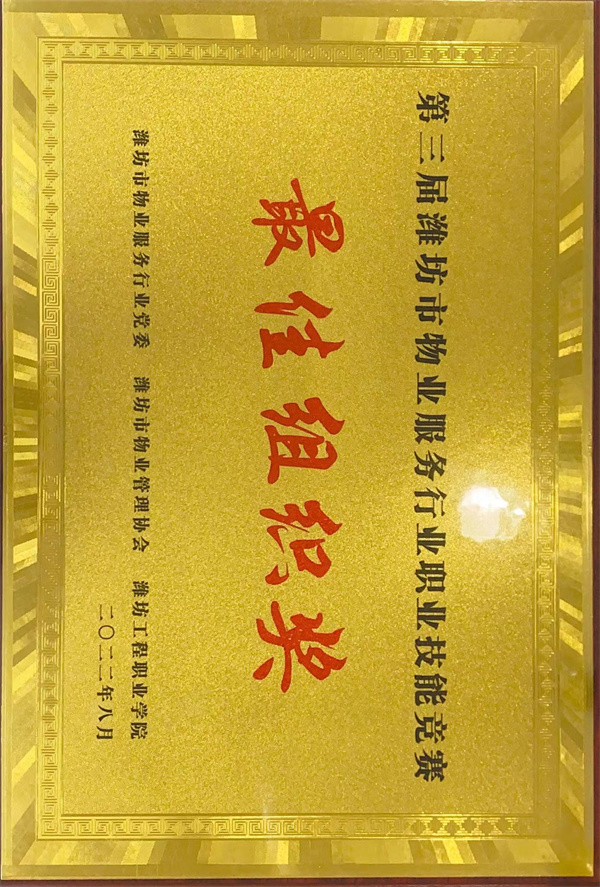 第三届潍坊市物业服务行业职业技能竞赛
最佳组织奖
潍坊市物业服务行业党委 潍坊市物业管理协会 潍坊工程职业学院
二〇二二年八月